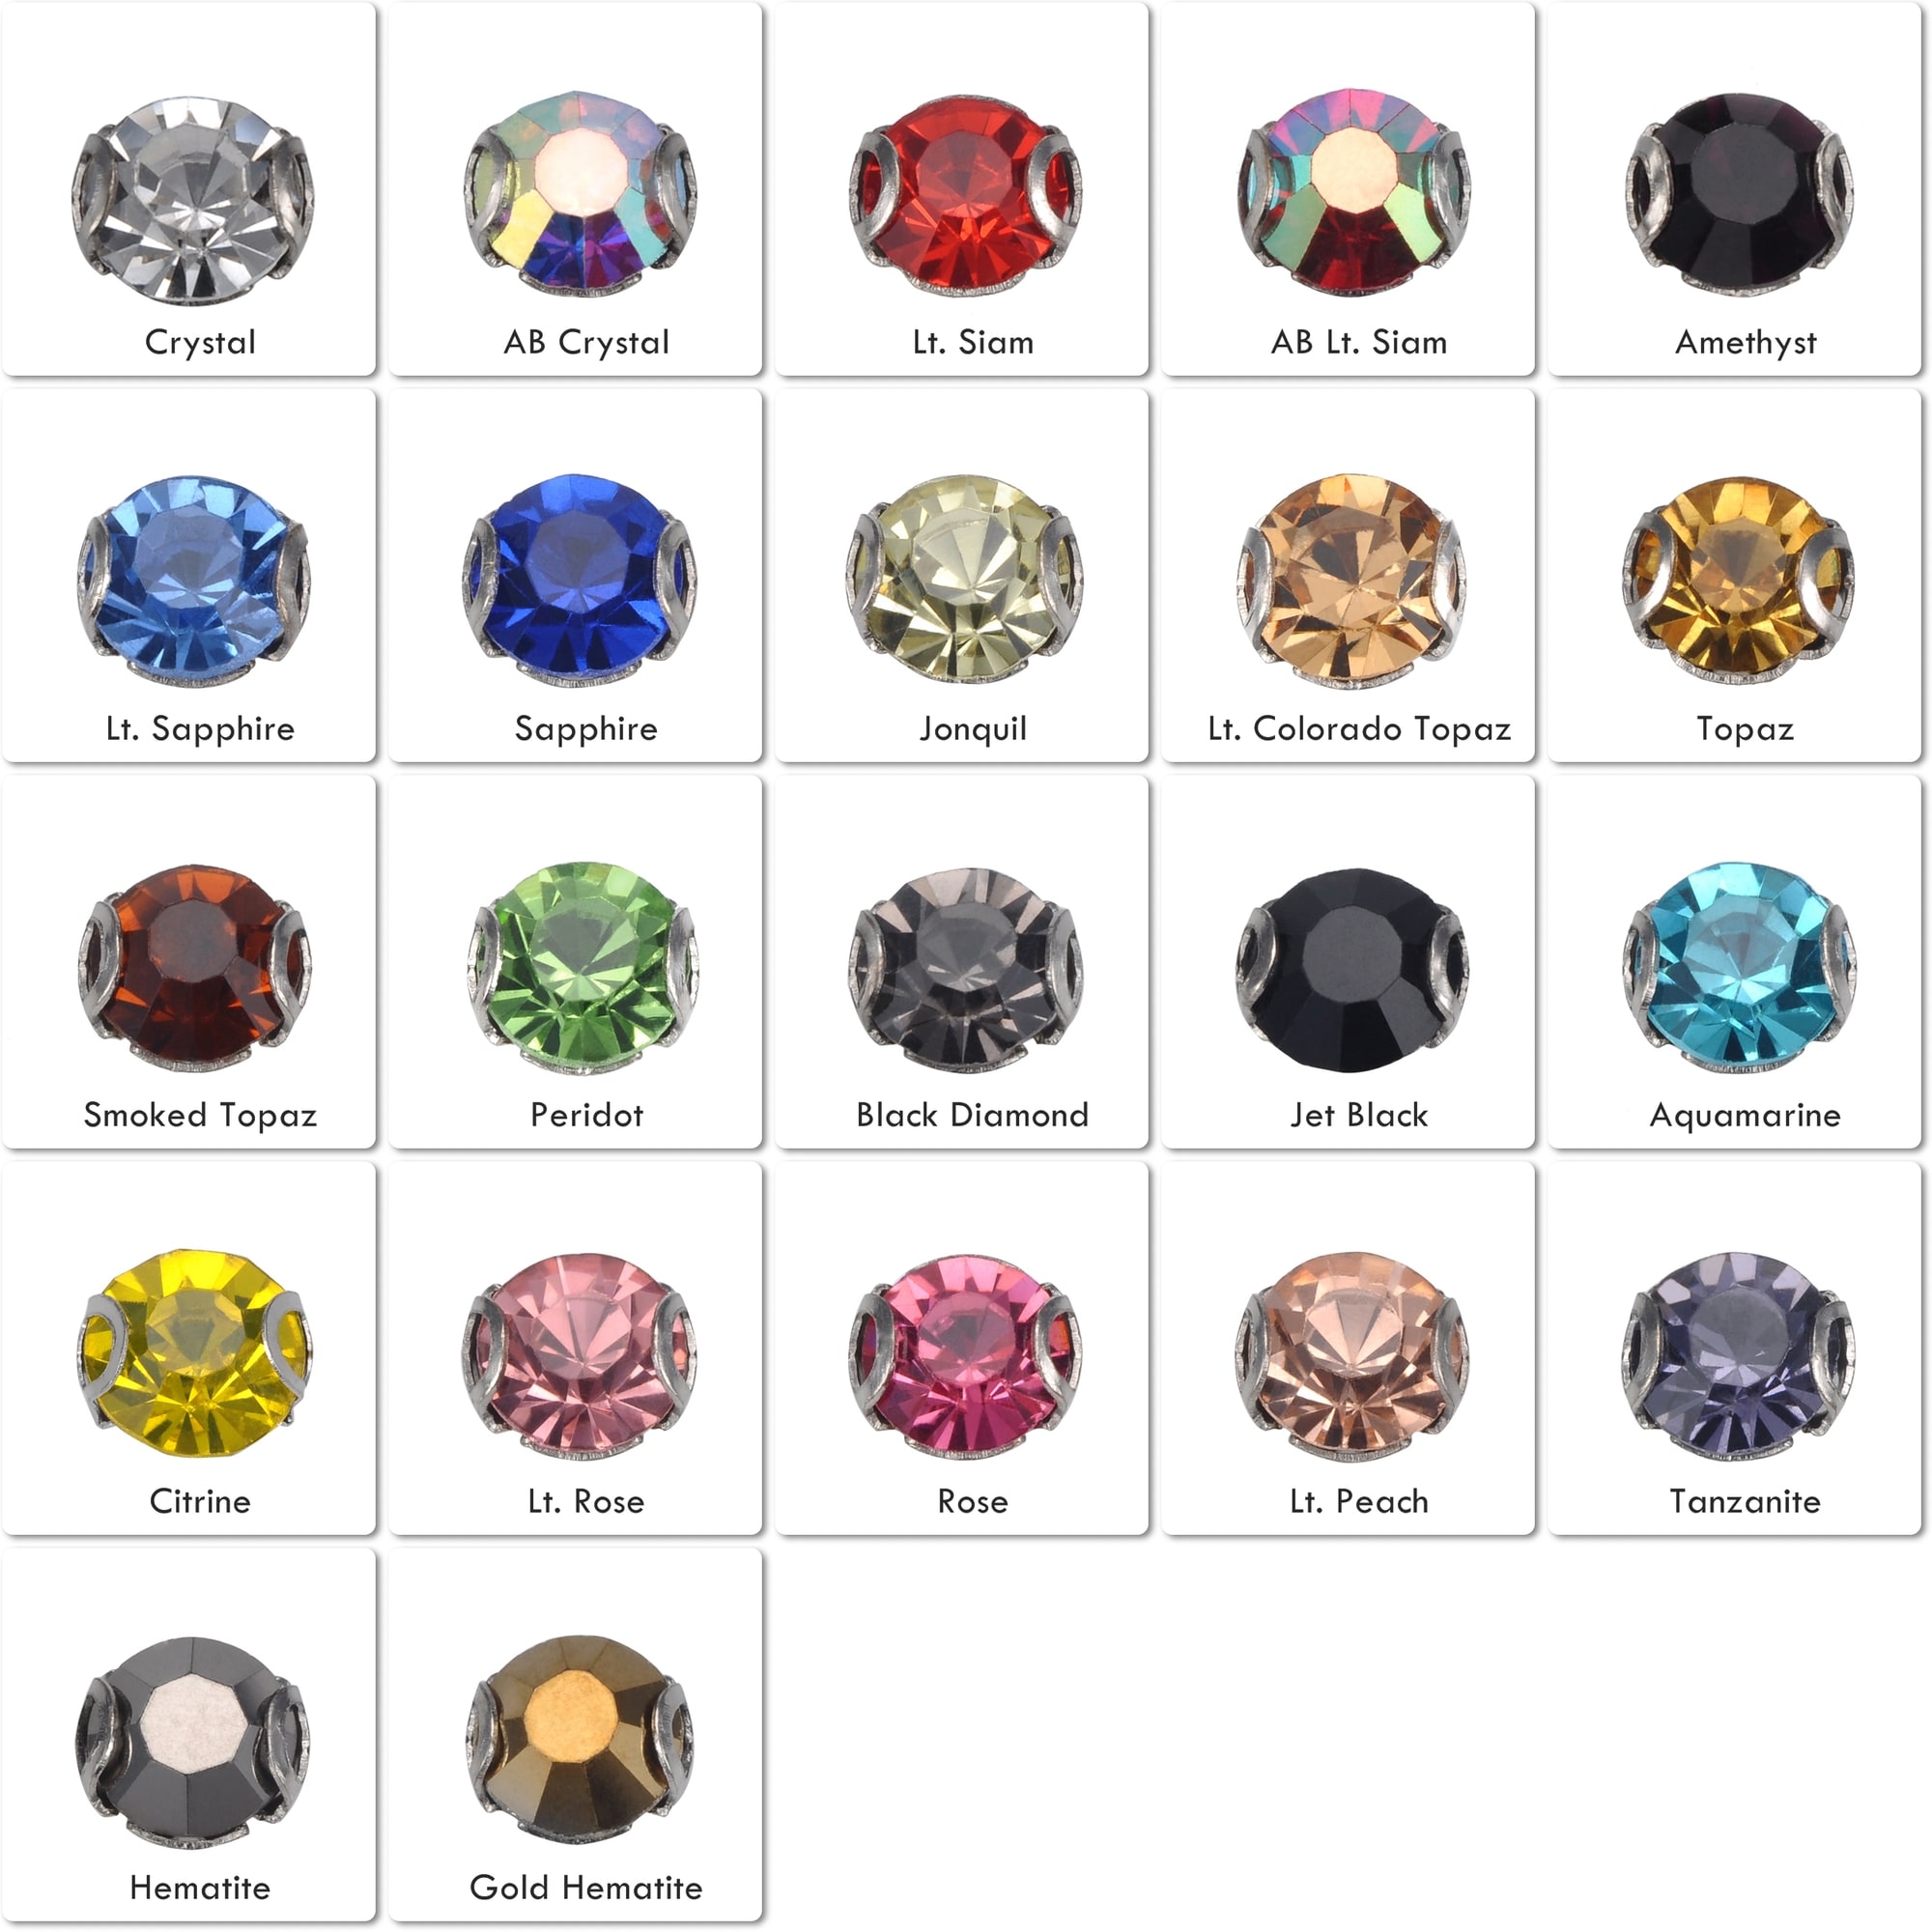 Crystal
AB Crystal
Lt. Siam
AB Lt. Siam
Amethyst
Lt. Sapphire
Sapphire
Jonquil
Lt. Colorado Topaz
Topaz
Smoked Topaz
Peridot
Black Diamond
Jet Black
Aquamarine
Citrine
Lt. Rose
Rose
Lt. Peach
Tanzanite
Hematite
Gold Hematite